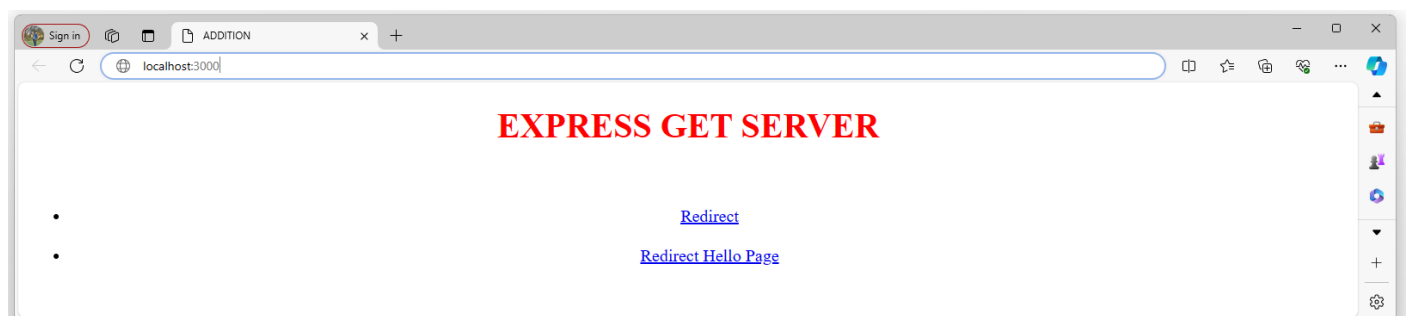 Sign in
ADDITION
localhost:3000
EXPRESS GET SERVER
Redirect
Redirect Hello Page